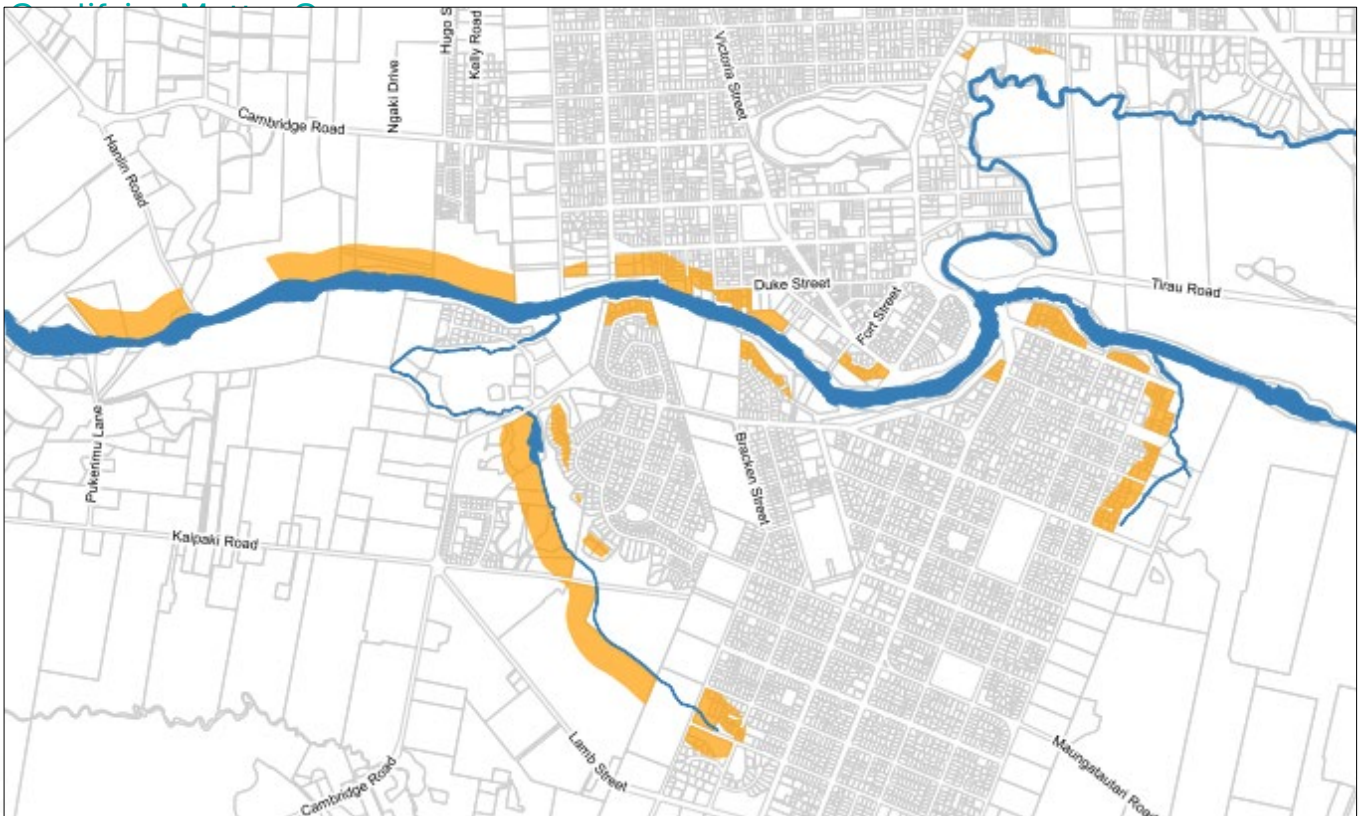 Hugo S
Kelly Road
Ngaki Drive
Victoria Street
Cambridge Road
Hanlin Road
Duke Street
Tirau Road
Fort Street
Pukerimu Lane
Bracken Street
Kaipaki Road
Lamb Street
Cambridge Road
Maungatautari Road